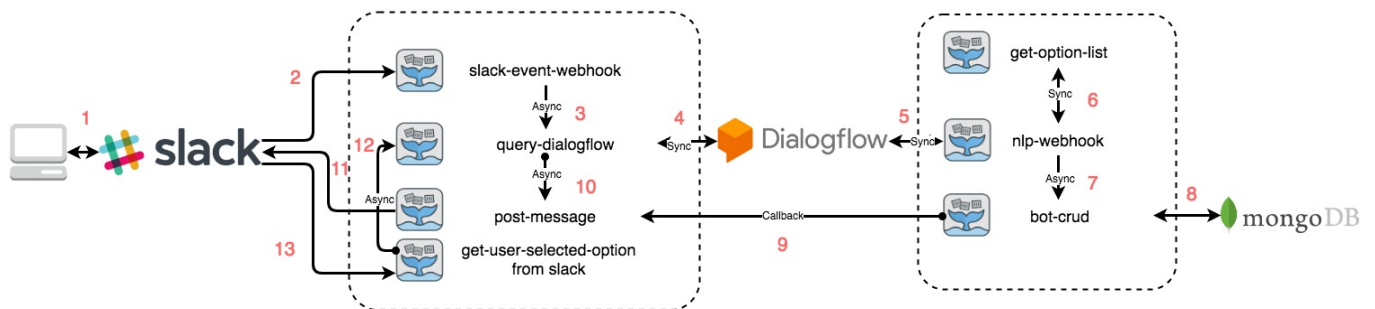 1
slack
2
slack-event-webhook
Async
3
12
query-dialogflow
Async
10
11
Async
post-message
13
get-user-selected-option
from slack
4
Sync
Dialogflow
5
Sync
Callback
9
get-option-list
Sync
6
nlp-webhook
Async
7
bot-crud
8
mongoDB